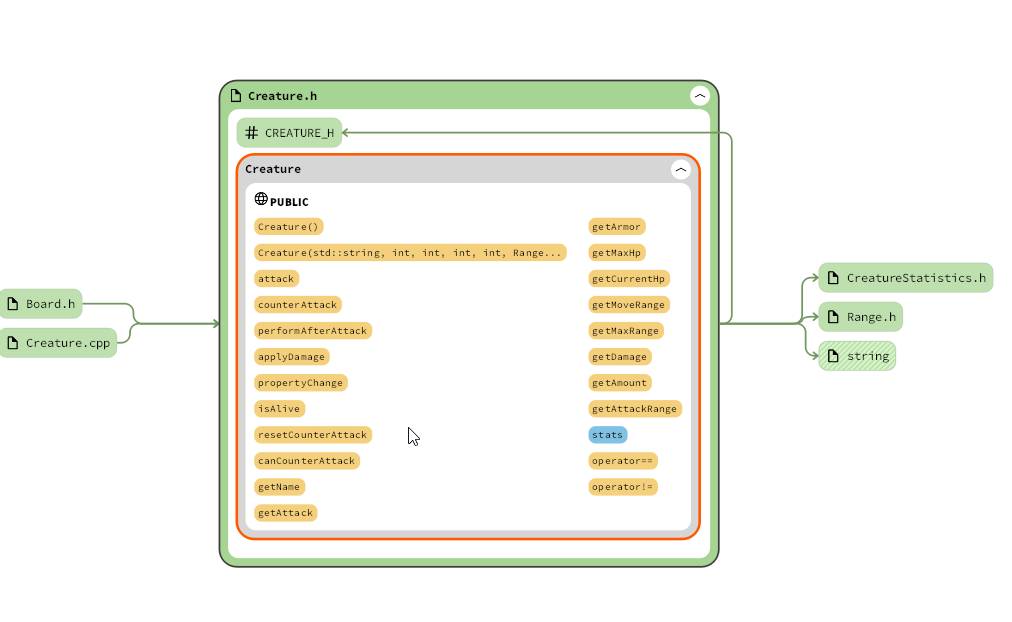 Creature.h
# CREATURE_H
Creature
PUBLIC
Creature()
Creature(std::string, int, int, int, int, Range...
attack
counterAttack
performAfterAttack
applyDamage
propertyChange
isAlive
resetCounterAttack
canCounterAttack
getName
getAttack
getArmor
getMaxHp
getCurrentHp
getMoveRange
getMaxRange
getDamage
getAmount
getAttackRange
stats
operator==
operator!=
Board.h
Creature.cpp
CreatureStatistics.h
Range.h
string